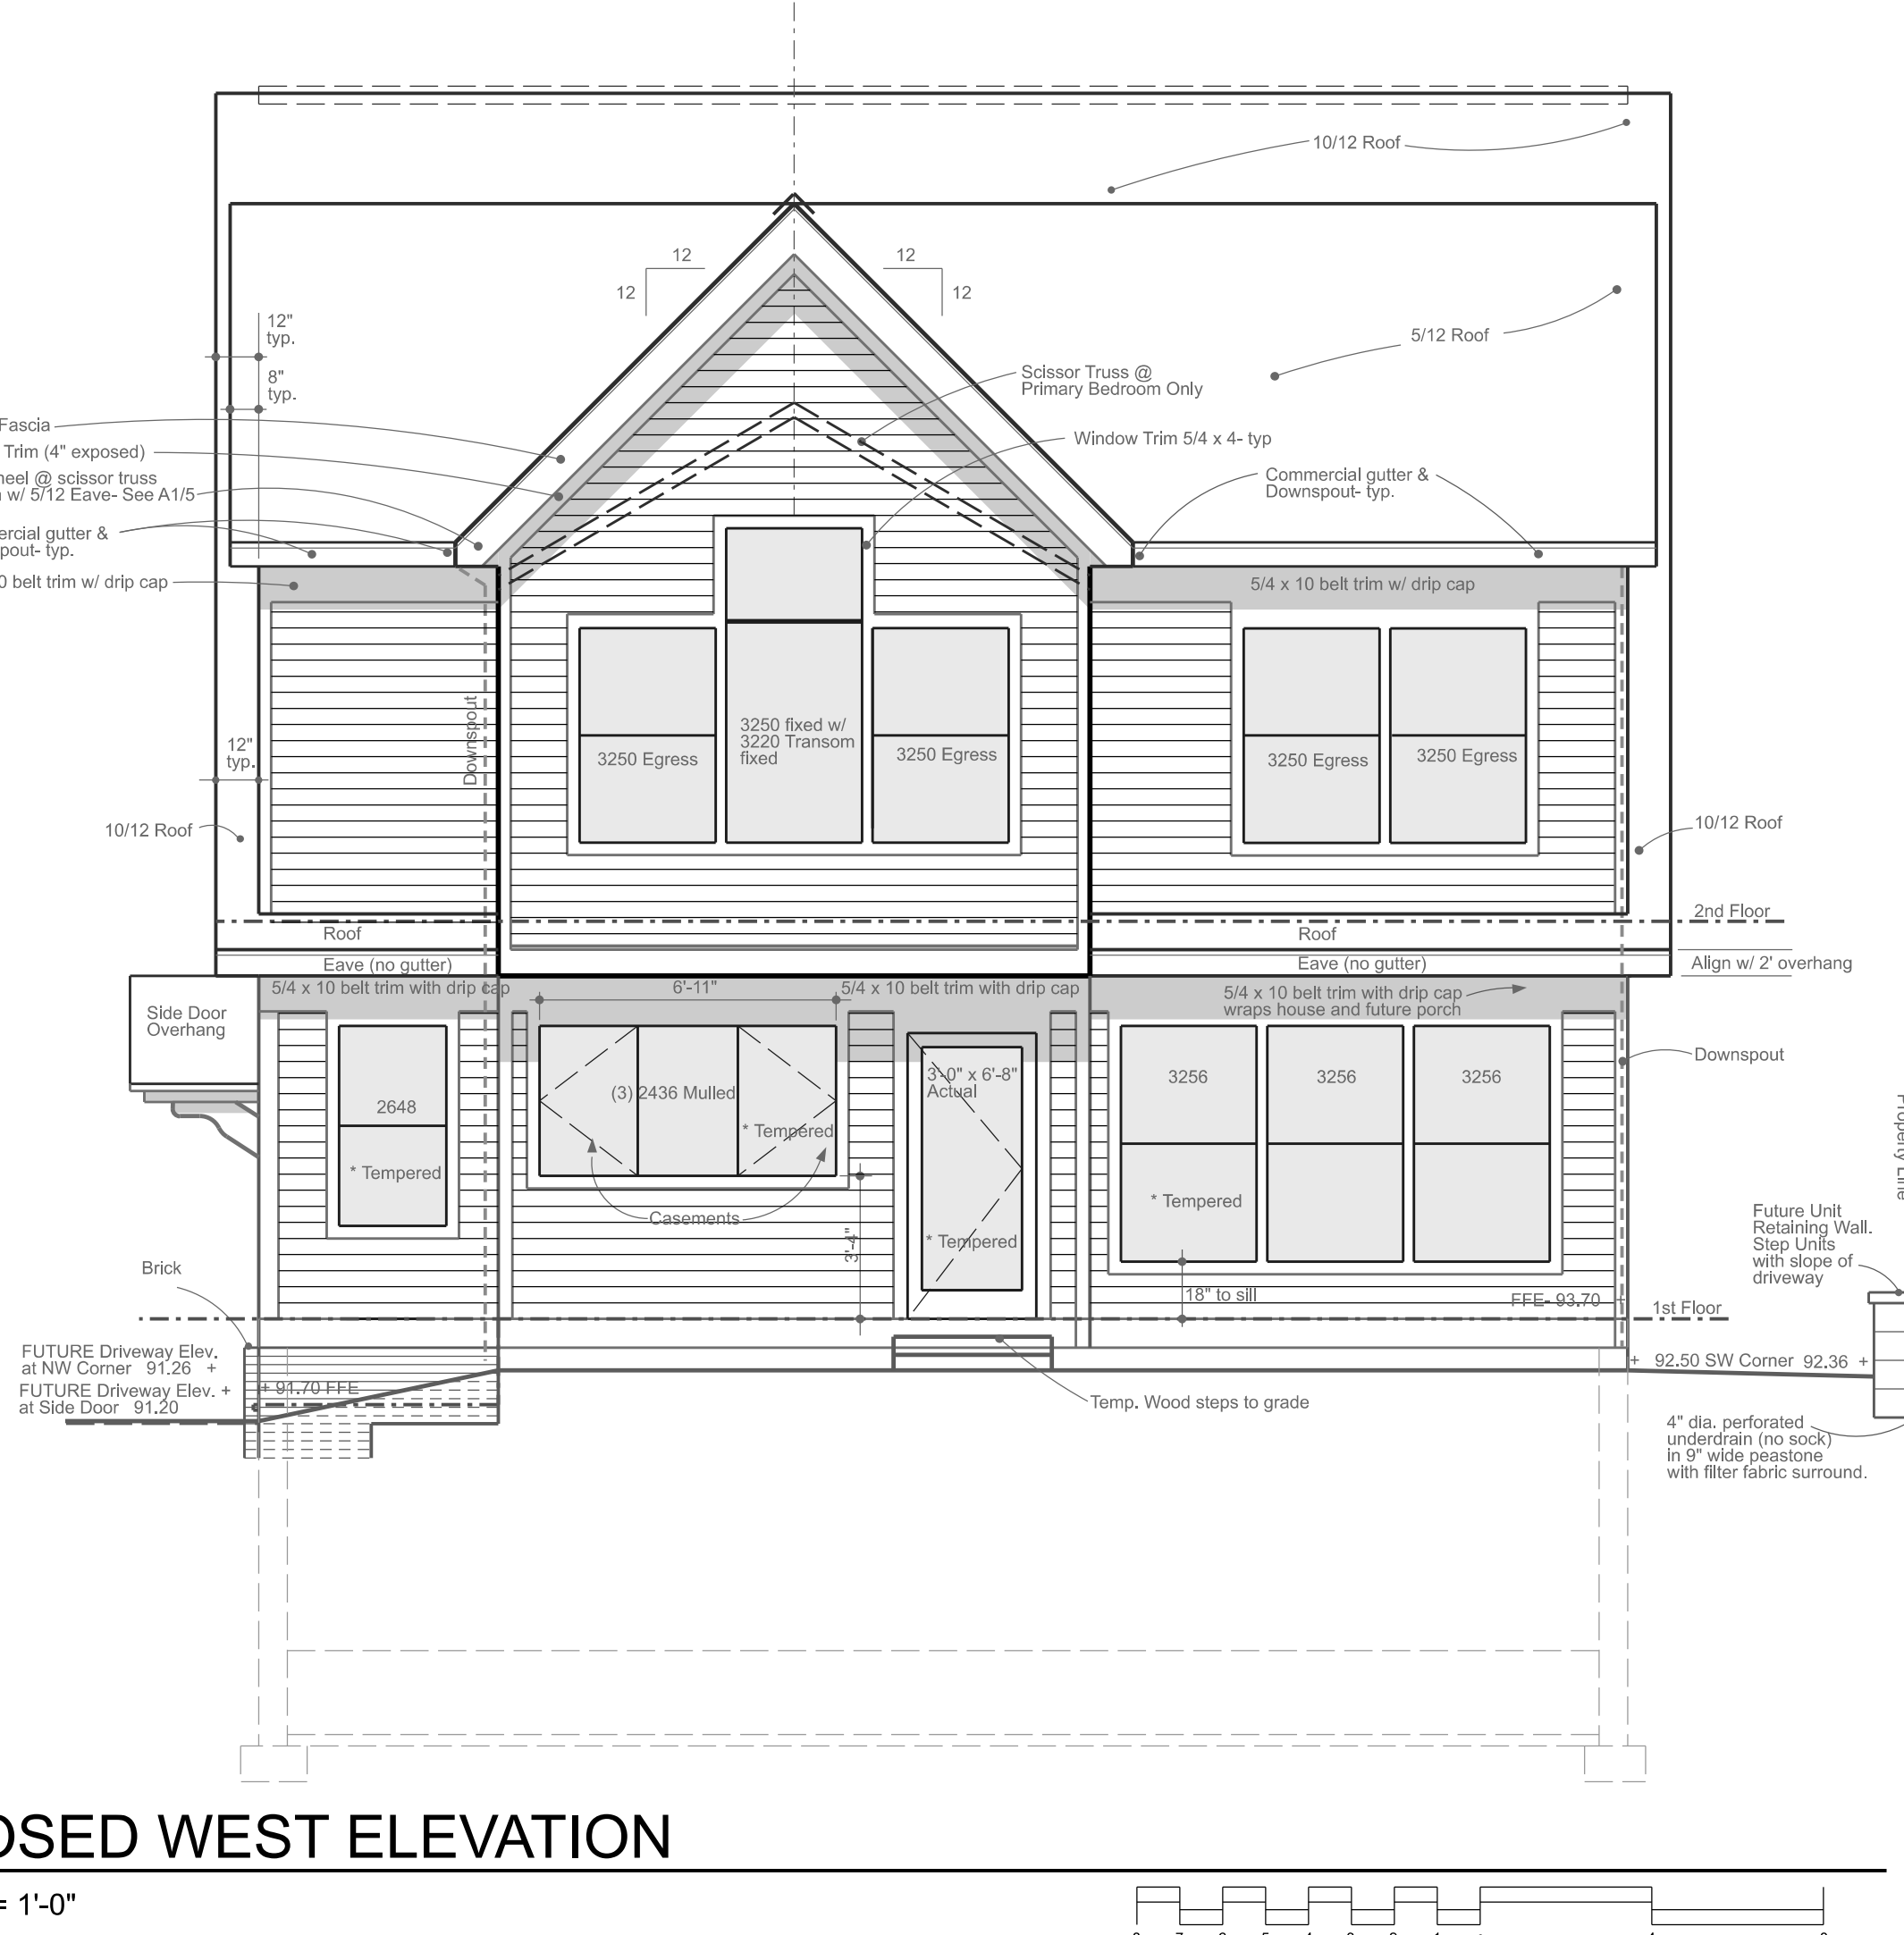 10/12 Roof
12
12
12
12
12"
typ.
5/12 Roof
8"
typ.
Scissor Truss @
Primary Bedroom Only
Fascia
Trim (4" exposed)
Window Trim 5/4 x 4- typ
heel @ scissor truss
w/ 5/12 Eave- See A1/5
Commercial gutter &
Downspout- typ.
gutter &
typ.
belt trim w/ drip cap
5/4 x 10 belt trim w/ drip cap
Downspout
3250 fixed w/
3220 Transom
fixed
3250 Egress
3250 Egress
3250 Egress
3250 Egress
12"
typ.
10/12 Roof
10/12 Roof
2nd Floor
Roof
Roof
Eave (no gutter)
Eave (no gutter)
Align w/ 2' overhang
5/4 x 10 belt trim with drip cap
6'-11"
5/4 x 10 belt trim with drip cap
5/4 x 10 belt trim with drip cap
wraps house and future porch
Side Door
Overhang
Downspout
3'-0" x 6'-8"
Actual
3256
3256
3256
(3) 2436 Mulled
2648
* Tempered
* Tempered
* Tempered
* Tempered
Property Line
Casements
3'-4"
Future Unit
Retaining Wall.
Step Units
with slope of
driveway
Brick
18" to sill
FFE- 93.70 +
1st Floor
FUTURE Driveway Elev.
at NW Corner 91.26 +
+ 92.50 SW Corner 92.36 +
FUTURE Driveway Elev. +
at Side Door 91.20
+ 91.70 FFE
Temp. Wood steps to grade
4" dia. perforated
underdrain (no sock)
in 9" wide peastone
with filter fabric surround.
WEST ELEVATION
= 1'-0"